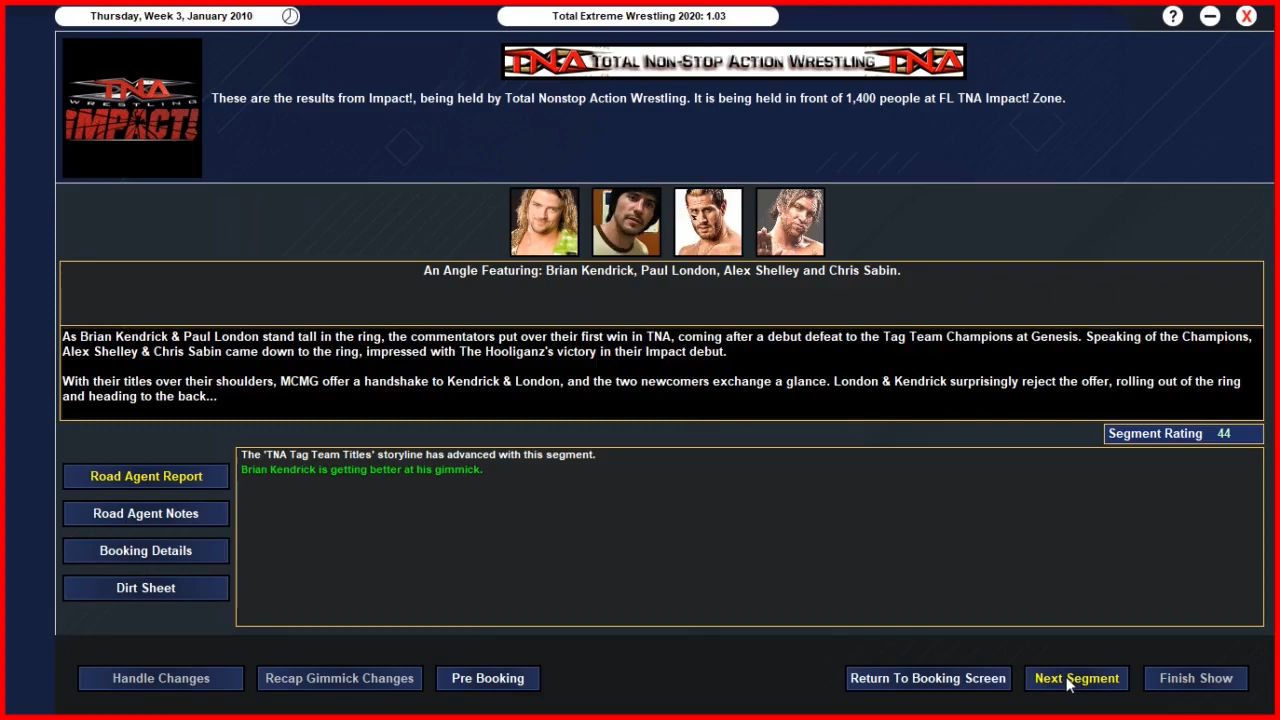 Thursday, Week 3, January 2010
Total Extreme Wrestling 2020: 1.03
?
X
TNA TOTAL NON-STOP ACTION WRESTLING TNA
TNA
WRESTLING
iMPACT!
These are the results from Impact!, being held by Total Nonstop Action Wrestling. It is being held in front of 1,400 people at FL TNA Impact! Zone.
An Angle Featuring: Brian Kendrick, Paul London, Alex Shelley and Chris Sabin.
As Brian Kendrick & Paul London stand tall in the ring, the commentators put over their first win in TNA, coming after a debut defeat to the Tag Team Champions at Genesis. Speaking of the Champions,
Alex Shelley & Chris Sabin came down to the ring, impressed with The Hooliganz's victory in their Impact debut.
With their titles over their shoulders, MCMG offer a handshake to Kendrick & London, and the two newcomers exchange a glance. London & Kendrick surprisingly reject the offer, rolling out of the ring
and heading to the back...
Segment Rating 44
The 'TNA Tag Team Titles' storyline has advanced with this segment.
Brian Kendrick is getting better at his gimmick.
Road Agent Report
Road Agent Notes
Booking Details
Dirt Sheet
Handle Changes
Recap Gimmick Changes
Pre Booking
Return To Booking Screen
Next Segment
Finish Show